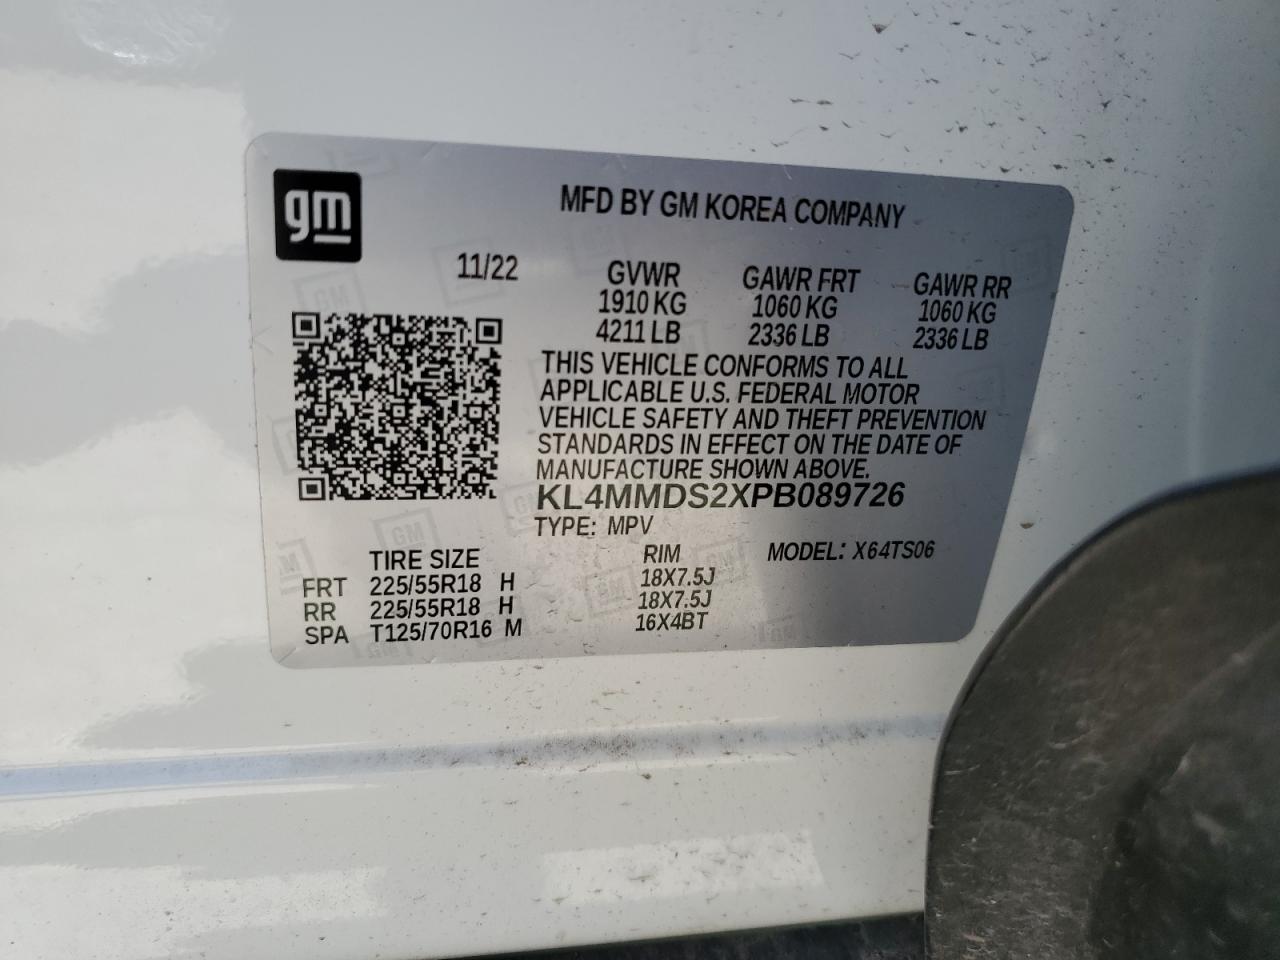 gm
MFD BY GM KOREA COMPANY
11/22 GVWR GAWR FRT GAWR RR
1910 KG 1060 KG 1060 KG
4211 LB 2336 LB 2336 LB
THIS VEHICLE CONFORMS TO ALL
APPLICABLE U.S. FEDERAL MOTOR
VEHICLE SAFETY AND THEFT PREVENTION
STANDARDS IN EFFECT ON THE DATE OF
MANUFACTURE SHOWN ABOVE.
KL4MMDS2XPB089726
TYPE: MPV
TIRE SIZE RIM MODEL: X64TS06
FRT 225/55R18 H 18X7.5J
RR 225/55R18 H 18X7.5J
SPA T125/70R16 M 16X4BT